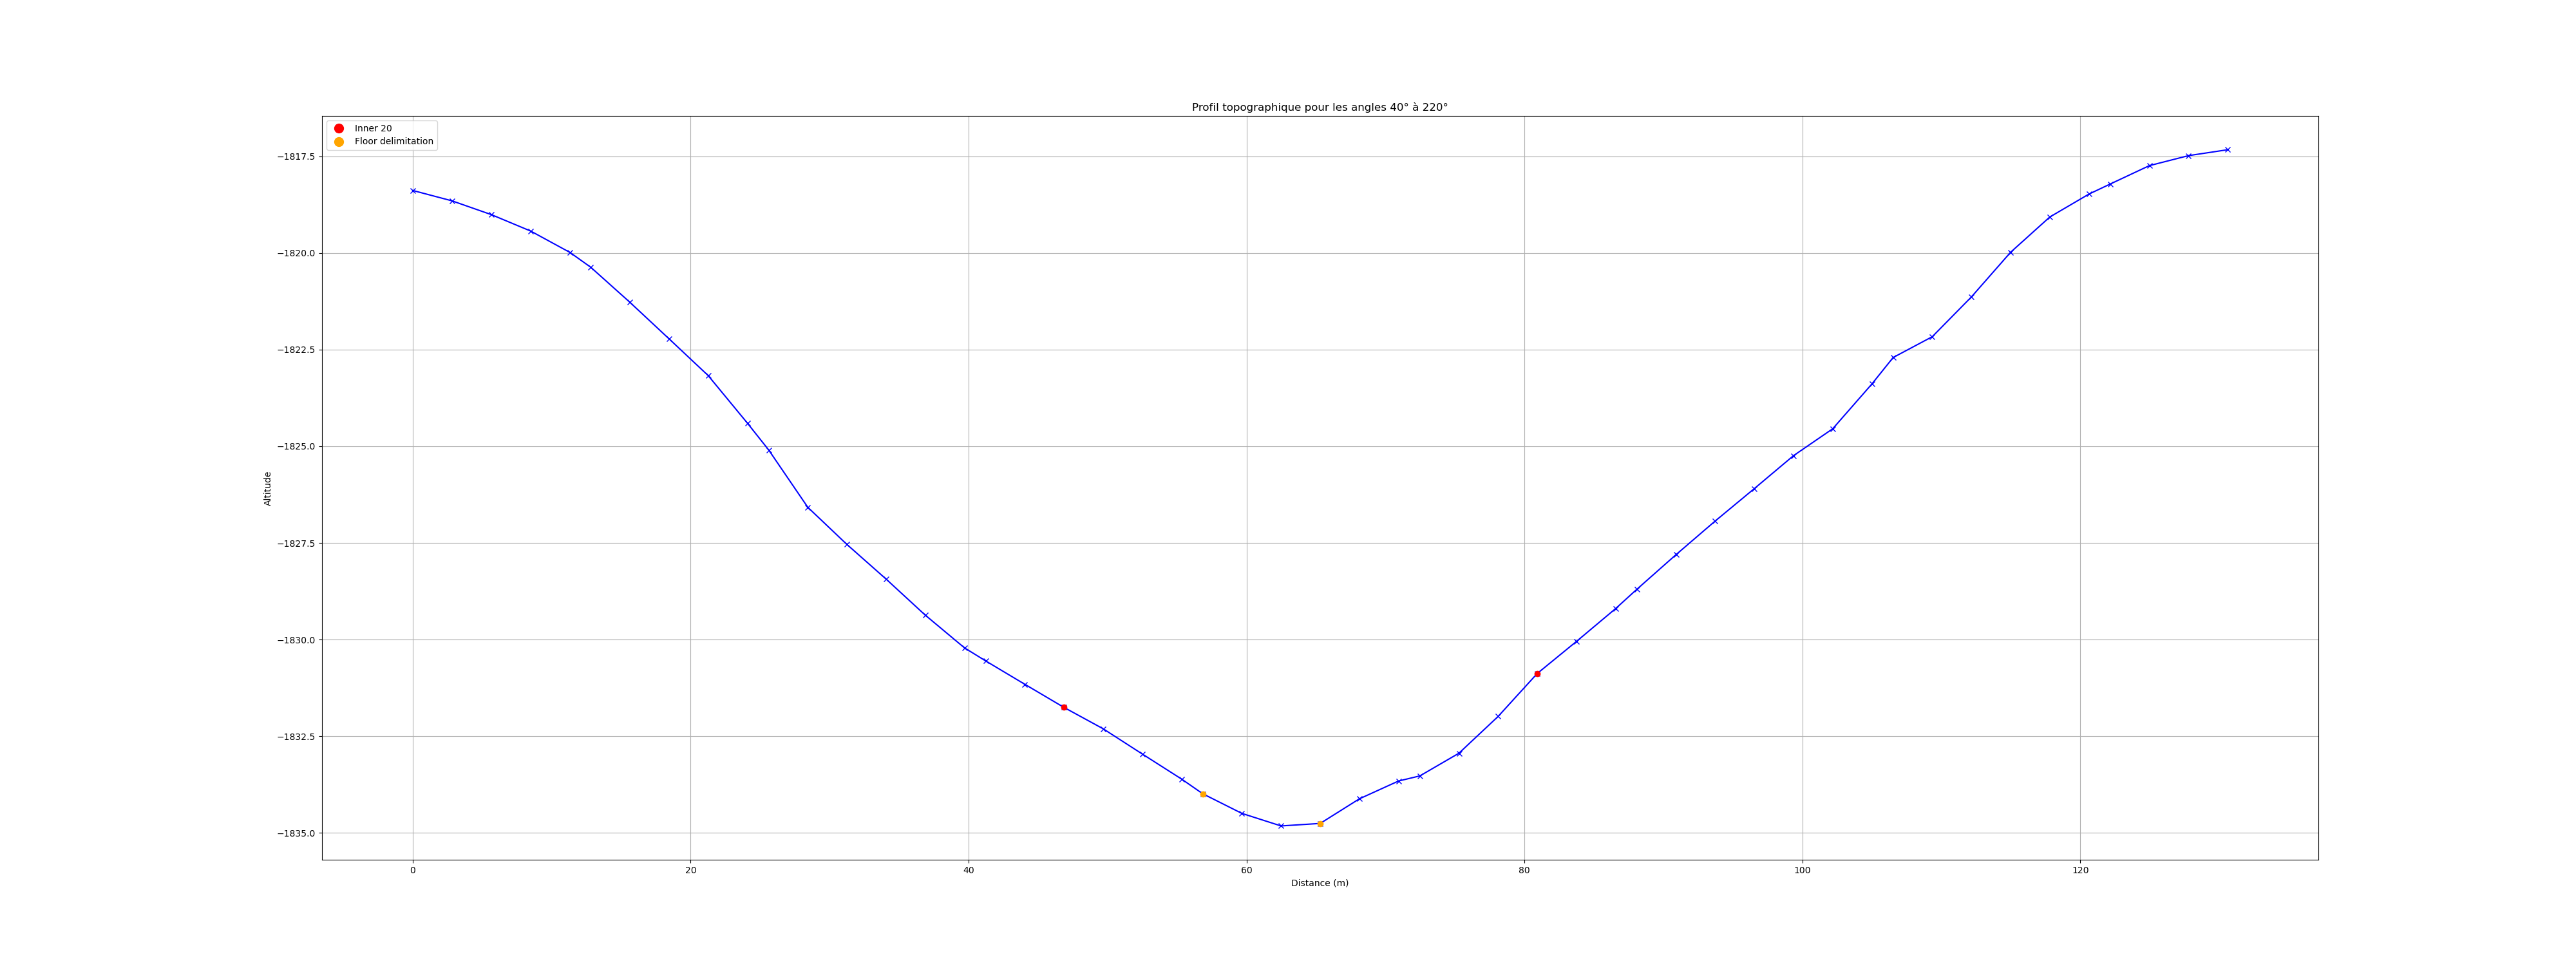 Profil topographique pour les angles 40° à 220°
Inner 20
Floor delimitation
−1817.5
−1820.0
−1822.5
−1825.0
−1827.5
−1830.0
−1832.5
−1835.0
Altitude
0 20 40 60 80 100 120
Distance (m)